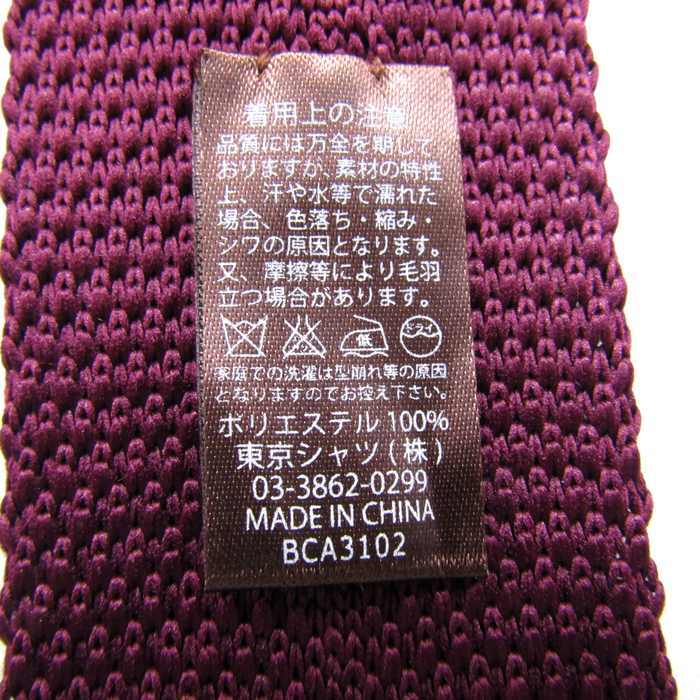 着用上の注意
品質には万全を期して
おりますが、素材の特性
上、汗や水等で濡れた
場合、色落ち・縮み・
シワの原因となります。
又、摩擦等により毛羽
立つ場合があります。
低 ドライ
家庭での洗濯は型崩れ等の原因
となりますのでお控え下さい。
ポリエステル 100%
東京シャツ(株)
03-3862-0299
MADE IN CHINA
BCA3102